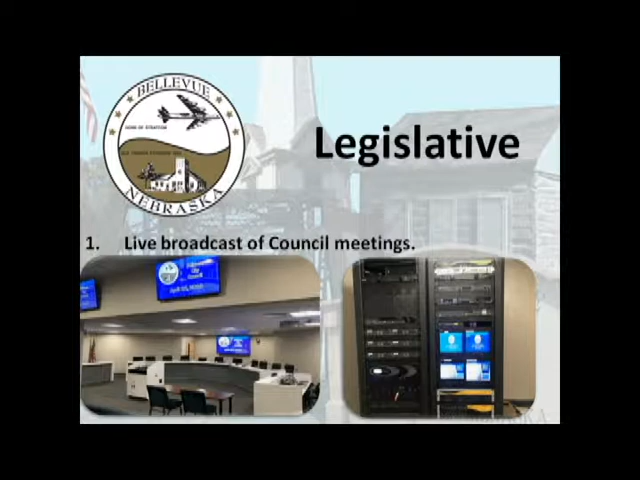 BELLEVUE
NEBRASKA
Legislative
1. Live broadcast of Council meetings.